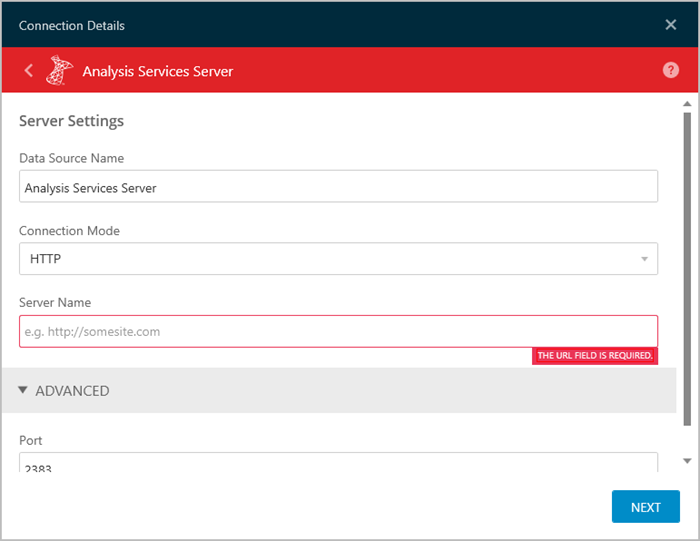 Connection Details
Analysis Services Server
?
Server Settings
Data Source Name
Analysis Services Server
Connection Mode
HTTP
Server Name
e.g. http://somesite.com
THE URL FIELD IS REQUIRED.
ADVANCED
Port
2383
NEXT